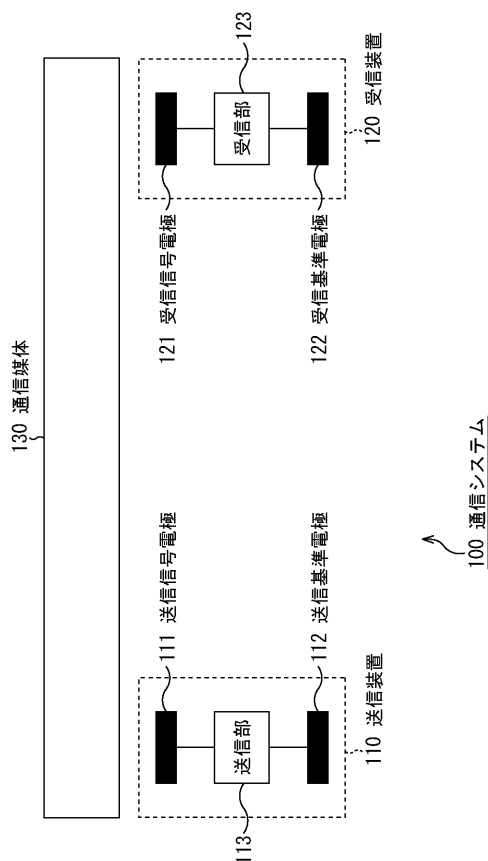 130 通信媒体
111 送信信号電極
121 受信信号電極
123
送信部
受信部
113
112 送信基準電極
122 受信基準電極
110 送信装置
120 受信装置
100 通信システム